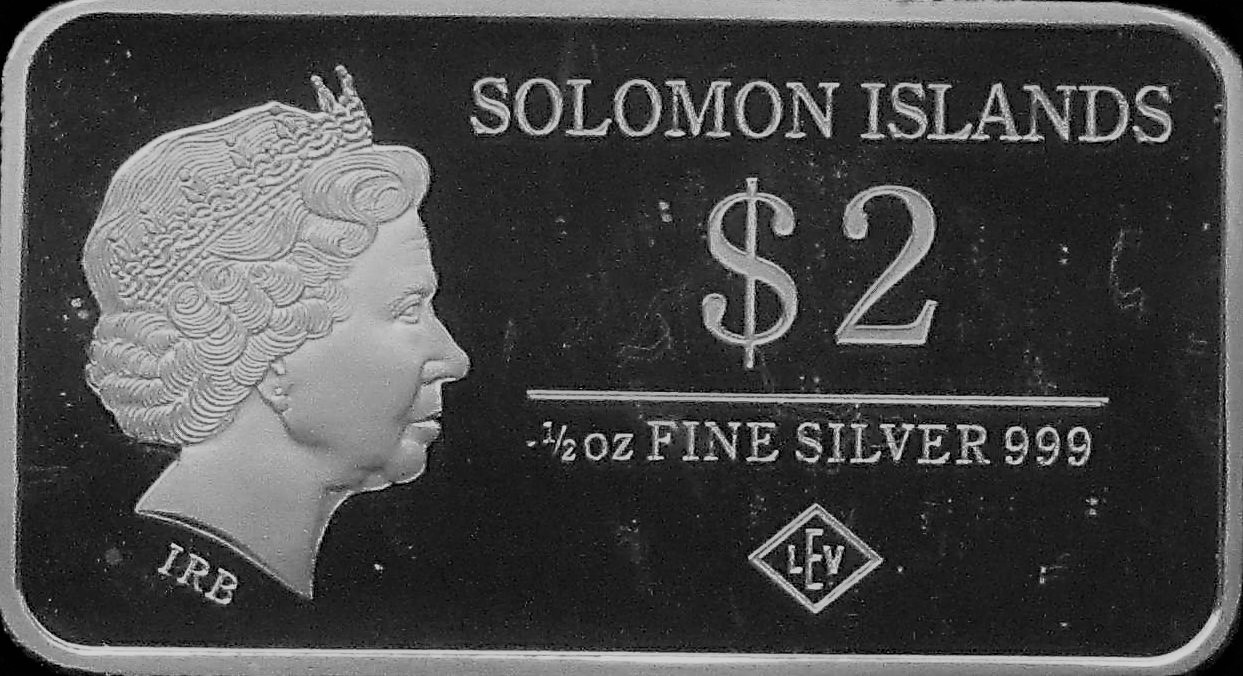 SOLOMON ISLANDS
$2
½ oz FINE SILVER 999
LEV
IRB